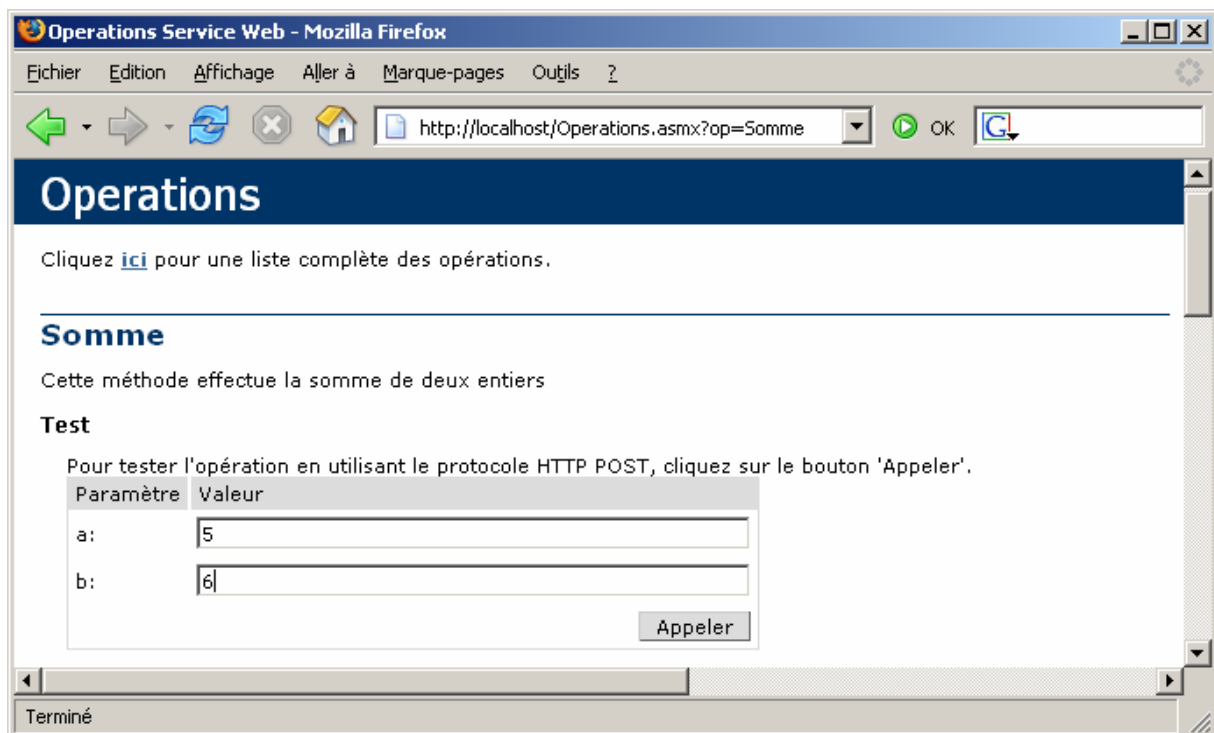 Operations Service Web - Mozilla Firefox
Fichier Edition Affichage Aller à Marque-pages Outils ?
http://localhost/Operations.asmx?op=Somme OK G
Operations
Cliquez ici pour une liste complète des opérations.
Somme
Cette méthode effectue la somme de deux entiers
Test
Pour tester l'opération en utilisant le protocole HTTP POST, cliquez sur le bouton 'Appeler'.
Paramètre Valeur
a: 5
b: 6
Appeler
Terminé